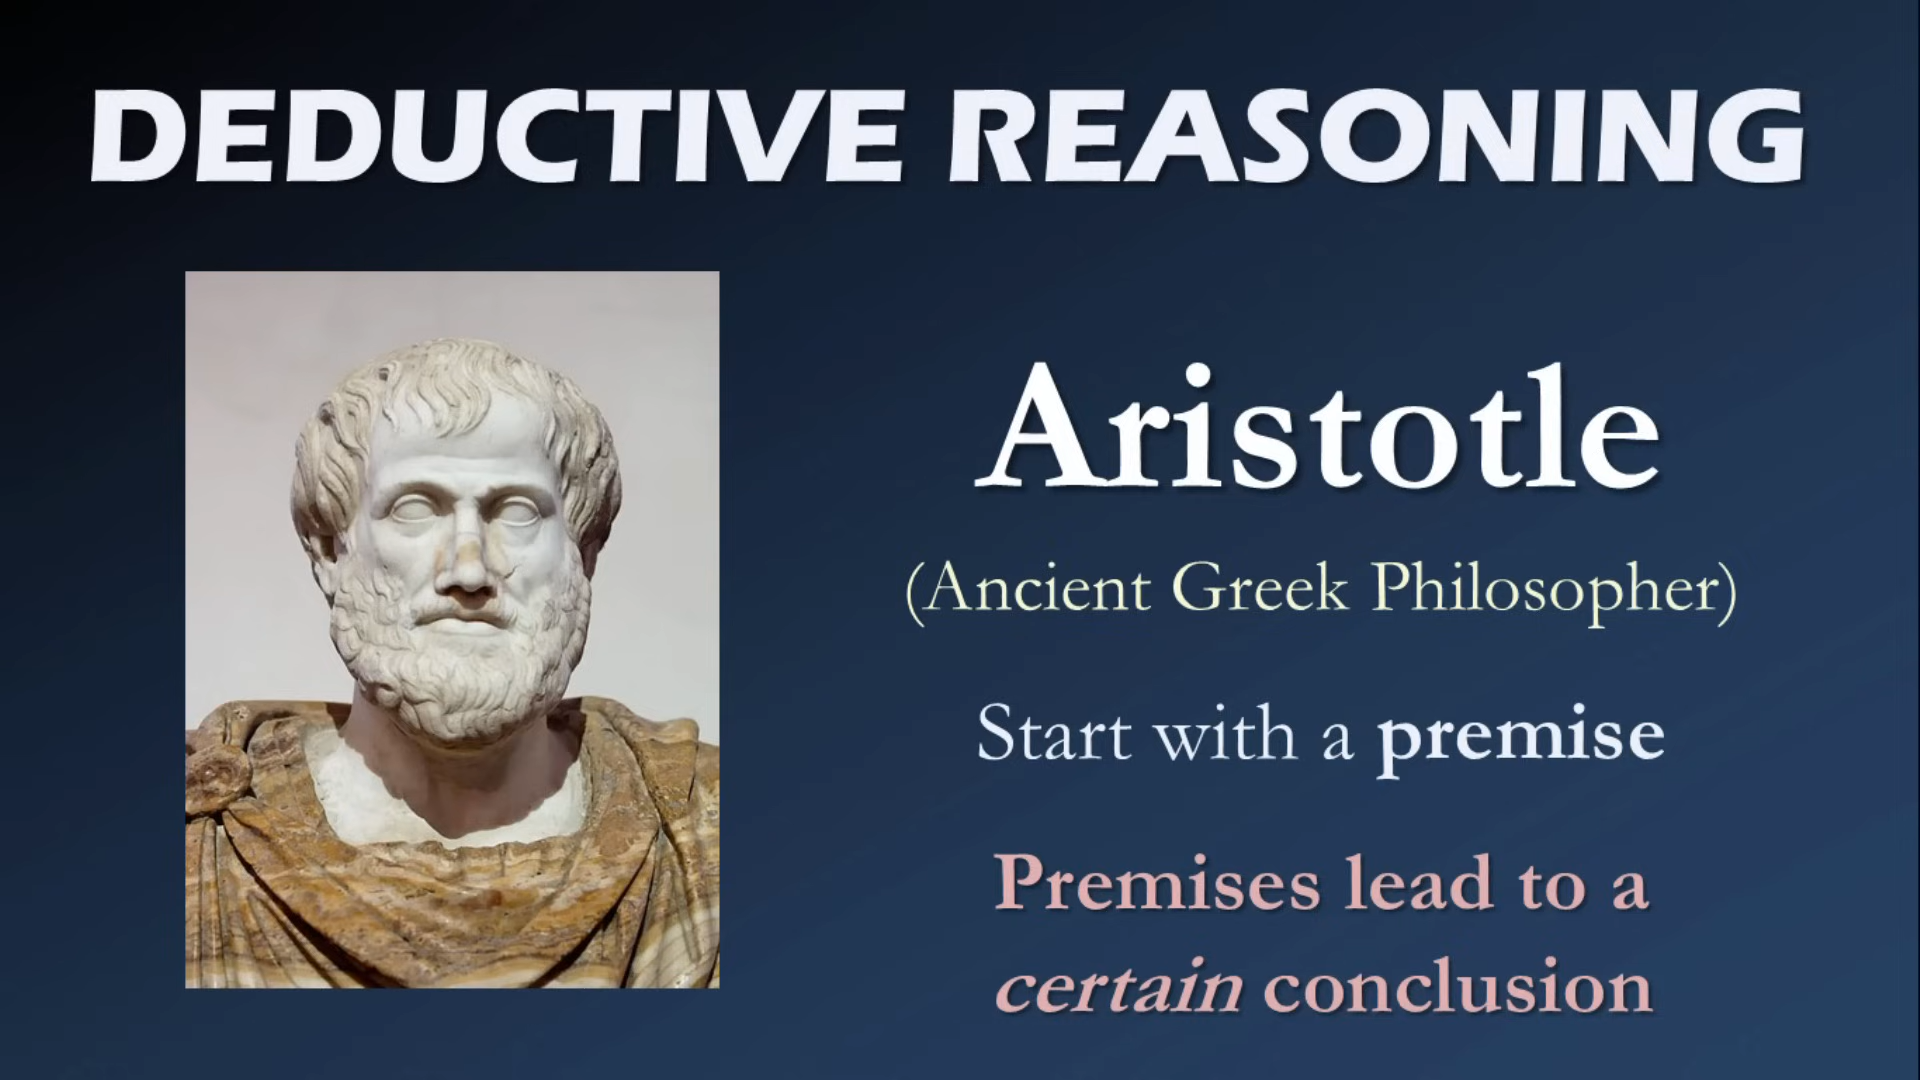 DEDUCTIVE REASONING
Aristotle
(Ancient Greek Philosopher)
Start with a premise
Premises lead to a
certain conclusion